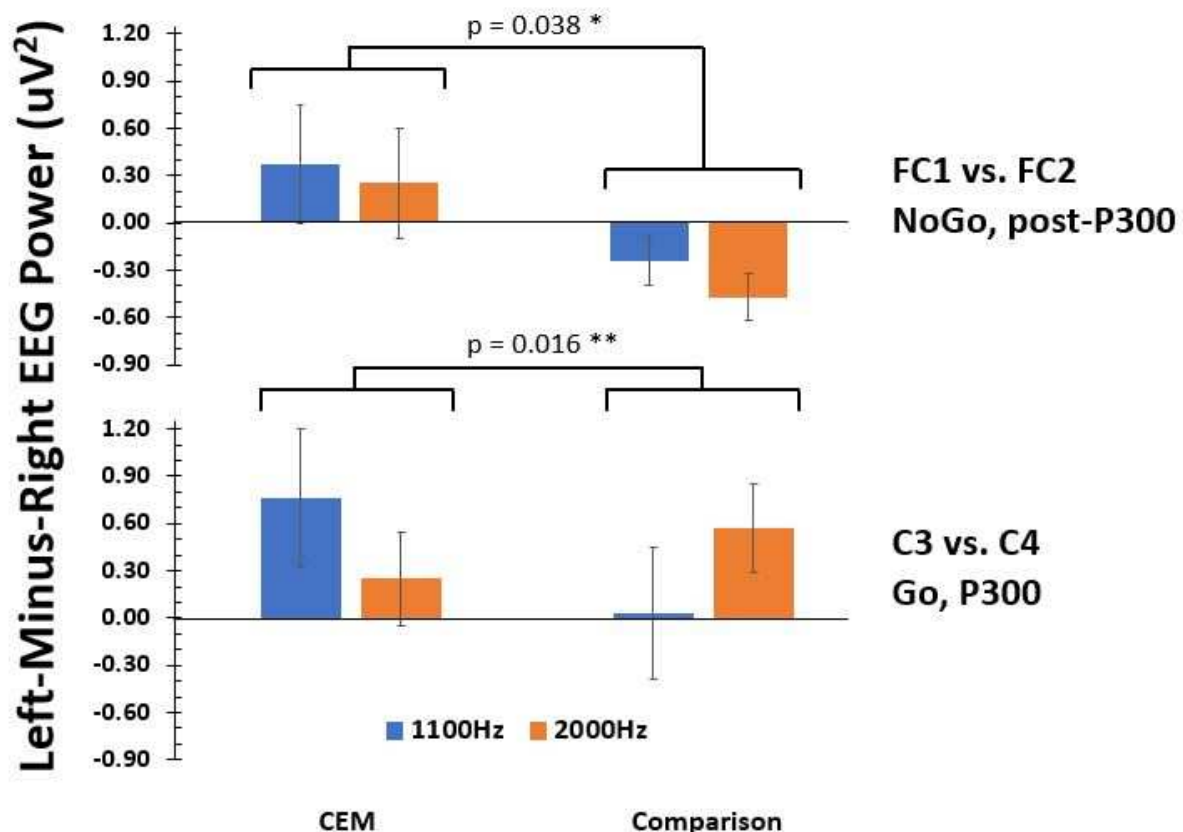 Left-Minus-Right EEG Power (uV²)
1.20
0.90
0.60
0.30
0.00
-0.30
-0.60
-0.90
p = 0.038 *
FC1 vs. FC2
NoGo, post-P300
p = 0.016 **
1.20
0.90
0.60
0.30
0.00
-0.30
-0.60
-0.90
C3 vs. C4
Go, P300
1100Hz 2000Hz
CEM Comparison